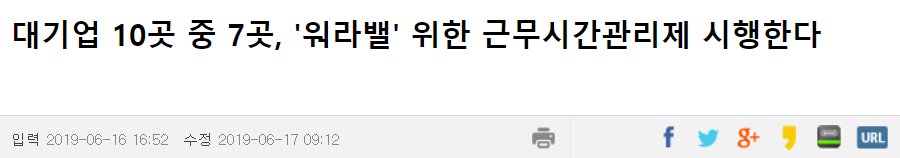 대기업 10곳 중 7곳, '워라밸' 위한 근무시간관리제 시행한다
입력 2019-06-16 16:52 수정 2019-06-17 09:12 f g+ URL